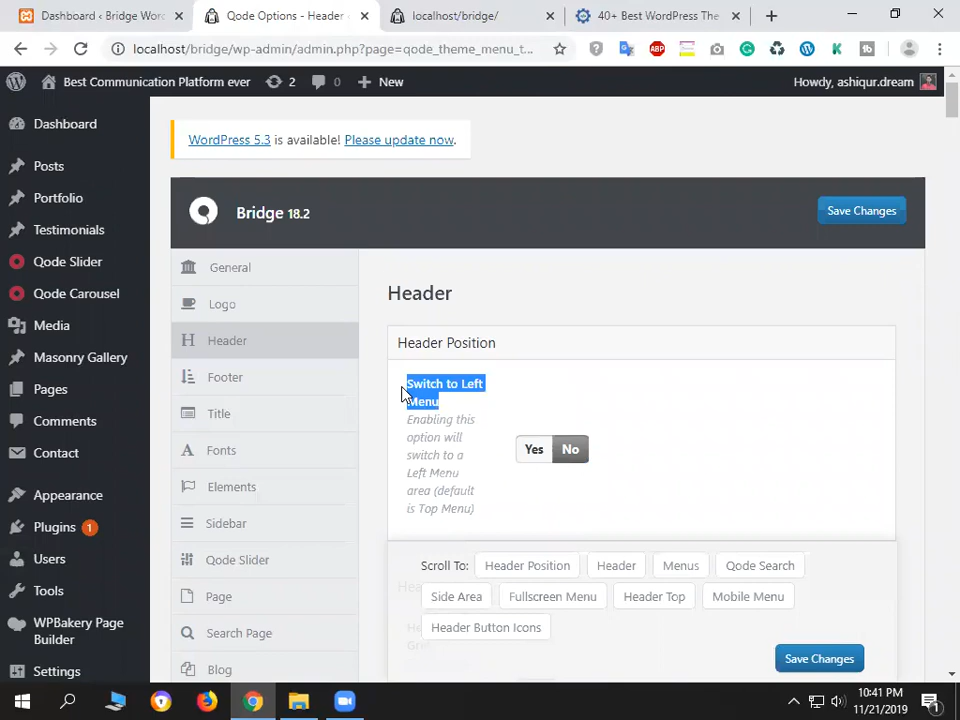 Dashboard ‹ Bridge Wor
Qode Options - Header
localhost/bridge/
40+ Best WordPress The
localhost/bridge/wp-admin/admin.php?page=qode_theme_menu_t...
Best Communication Platform ever
2
0
New
Howdy, ashiqur.dream
Dashboard
Posts
Portfolio
Testimonials
Qode Slider
Qode Carousel
Media
Masonry Gallery
Pages
Comments
Contact
Appearance
Plugins 1
Users
Tools
WPBakery Page
Builder
Settings
WordPress 5.3 is available! Please update now.
Bridge 18.2
Save Changes
General
Logo
Header
Footer
Title
Fonts
Elements
Sidebar
Qode Slider
Page
Search Page
Blog
Header
Header Position
Switch to Left
Menu
Enabling this
option will
switch to a
Left Menu
area (default
is Top Menu)
Yes No
Scroll To: Header Position Header Menus Qode Search
Side Area Fullscreen Menu Header Top Mobile Menu
Header Button Icons
Save Changes
10:41 PM
11/21/2019
1